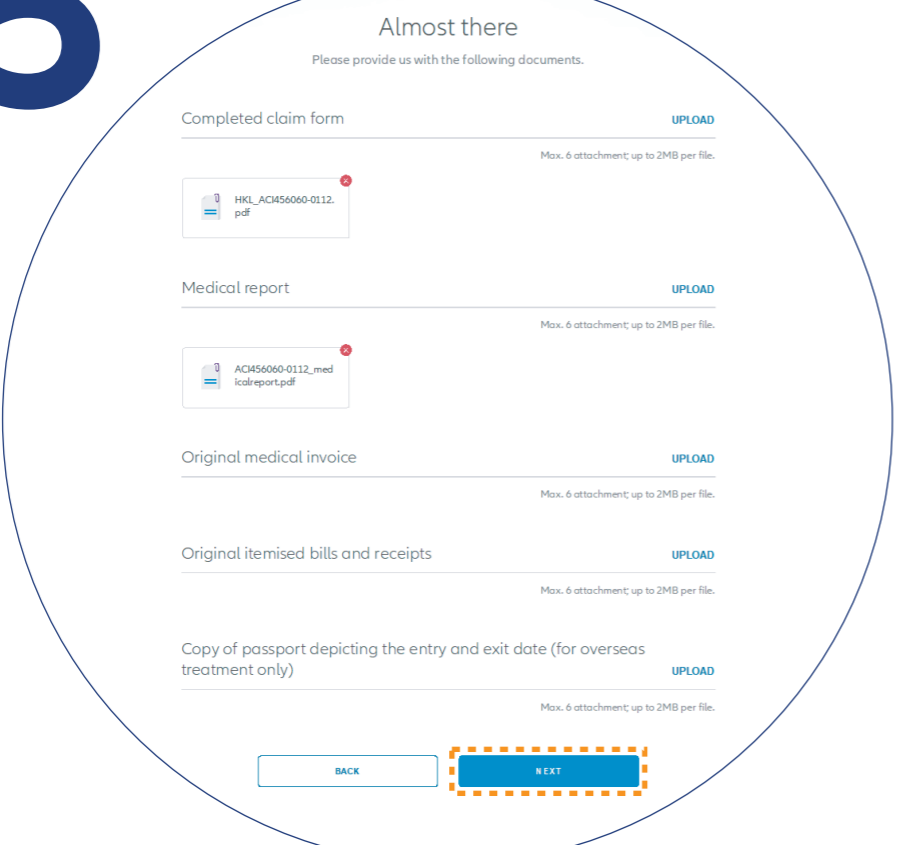 Almost there
Please provide us with the following documents.
Completed claim form
UPLOAD
Max. 6 attachment; up to 2MB per file.
HKL_ACI456060-0112.
pdf
Medical report
UPLOAD
Max. 6 attachment; up to 2MB per file.
ACI456060-0112_med
icalreport.pdf
Original medical invoice
UPLOAD
Max. 6 attachment; up to 2MB per file.
Original itemised bills and receipts
UPLOAD
Max. 6 attachment; up to 2MB per file.
Copy of passport depicting the entry and exit date (for overseas
treatment only)
UPLOAD
Max. 6 attachment; up to 2MB per file.
BACK
NEXT